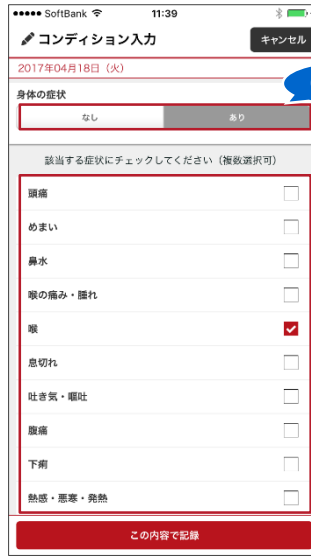 SoftBank 11:39
コンディション入力 キャンセル
2017年04月18日（火）
身体の症状
なし あり
該当する症状にチェックしてください（複数選択可）
頭痛
めまい
鼻水
喉の痛み・腫れ
喉
息切れ
吐き気・嘔吐
腹痛
下痢
熱感・悪寒・発熱
この内容で記録